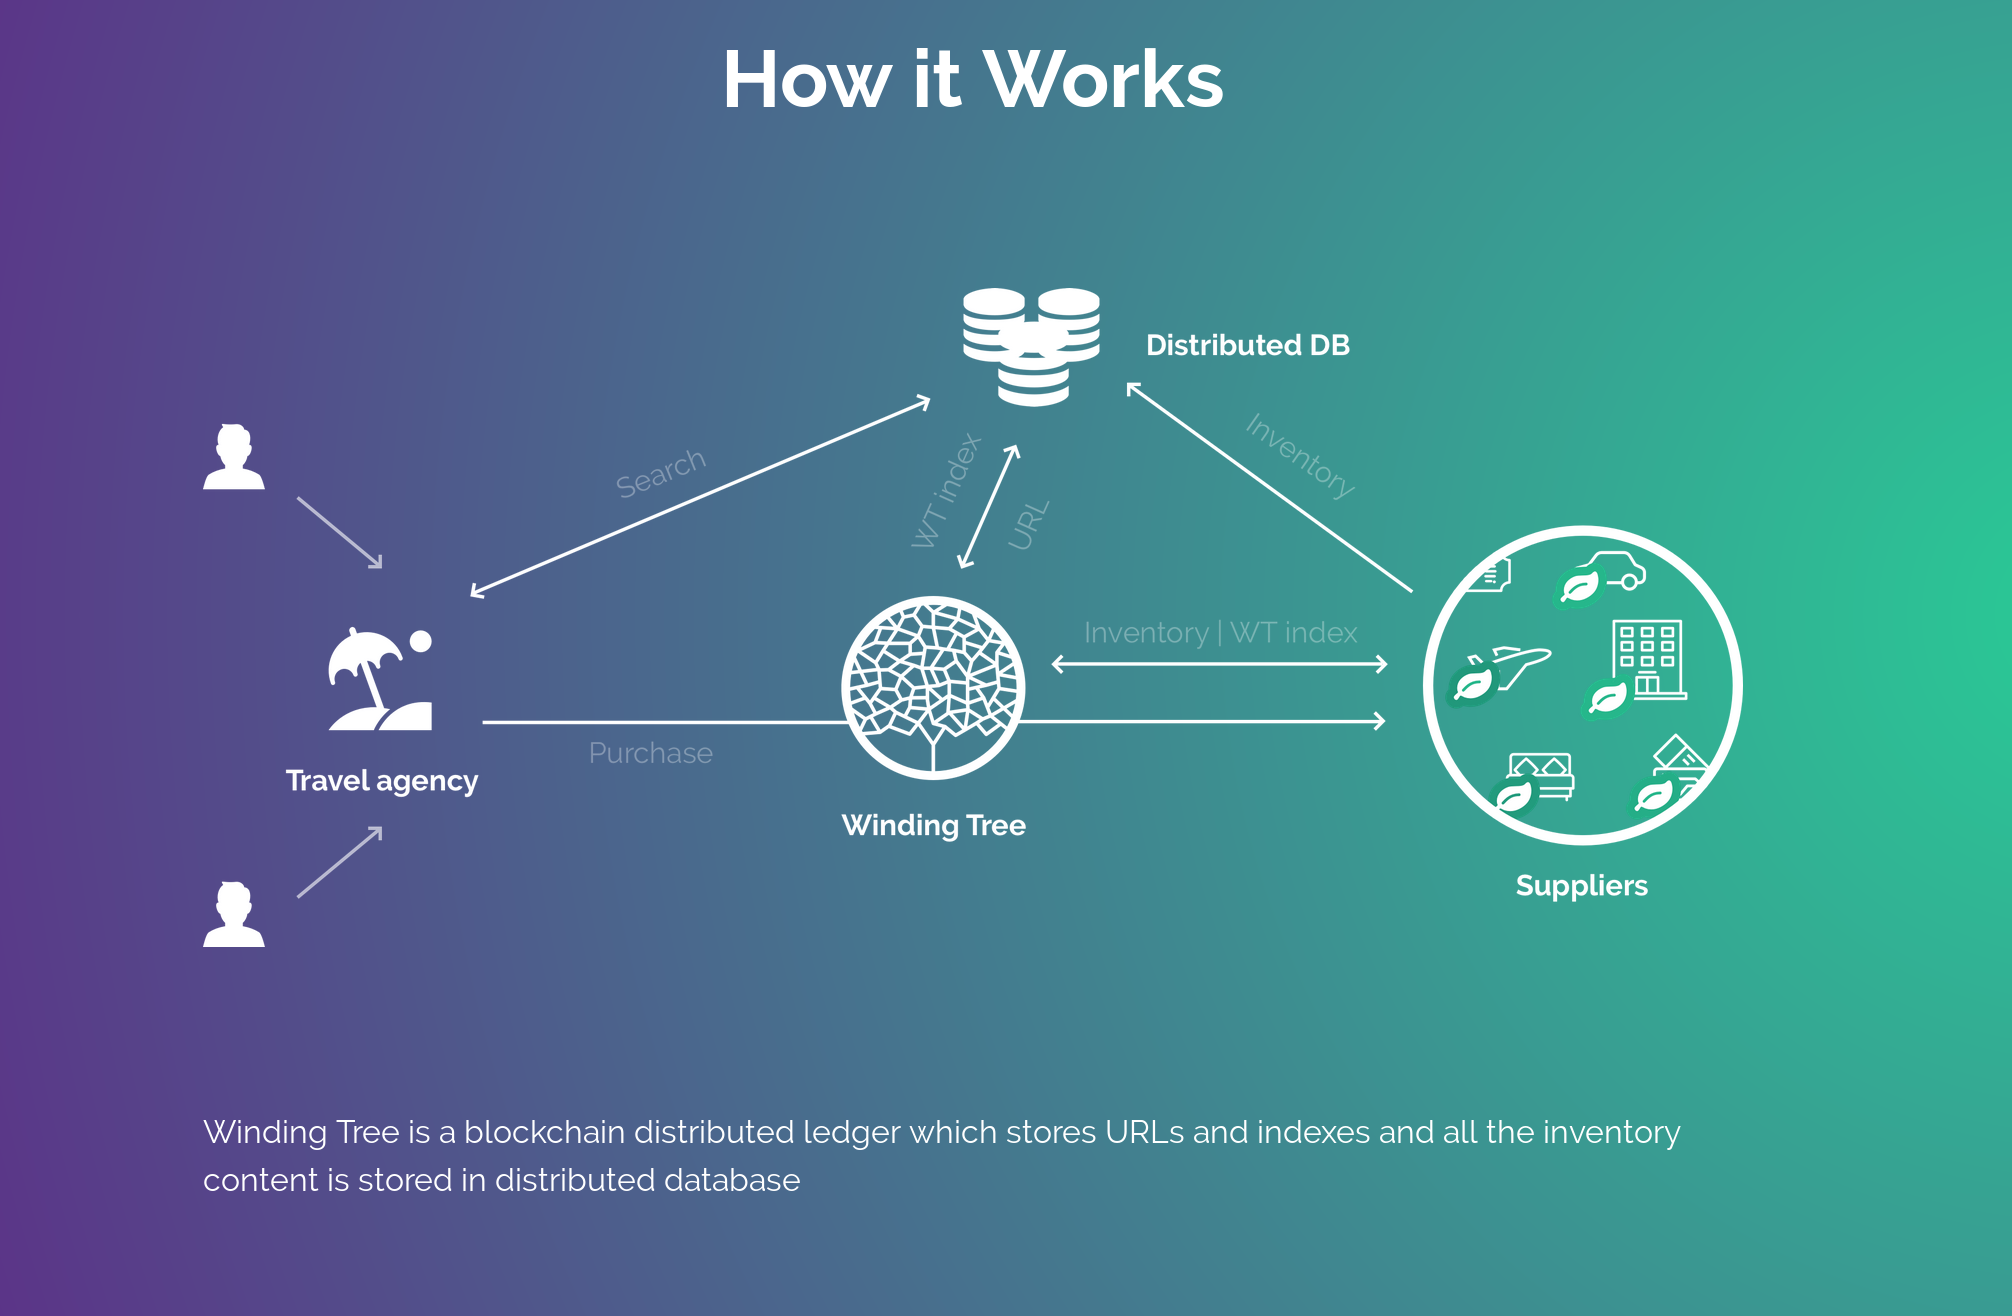 How it Works
Distributed DB
Search
WT index
URL
Inventory
Inventory | WT index
Purchase
Travel agency
Winding Tree
Suppliers
Winding Tree is a blockchain distributed ledger which stores URLs and indexes and all the inventory
content is stored in distributed database